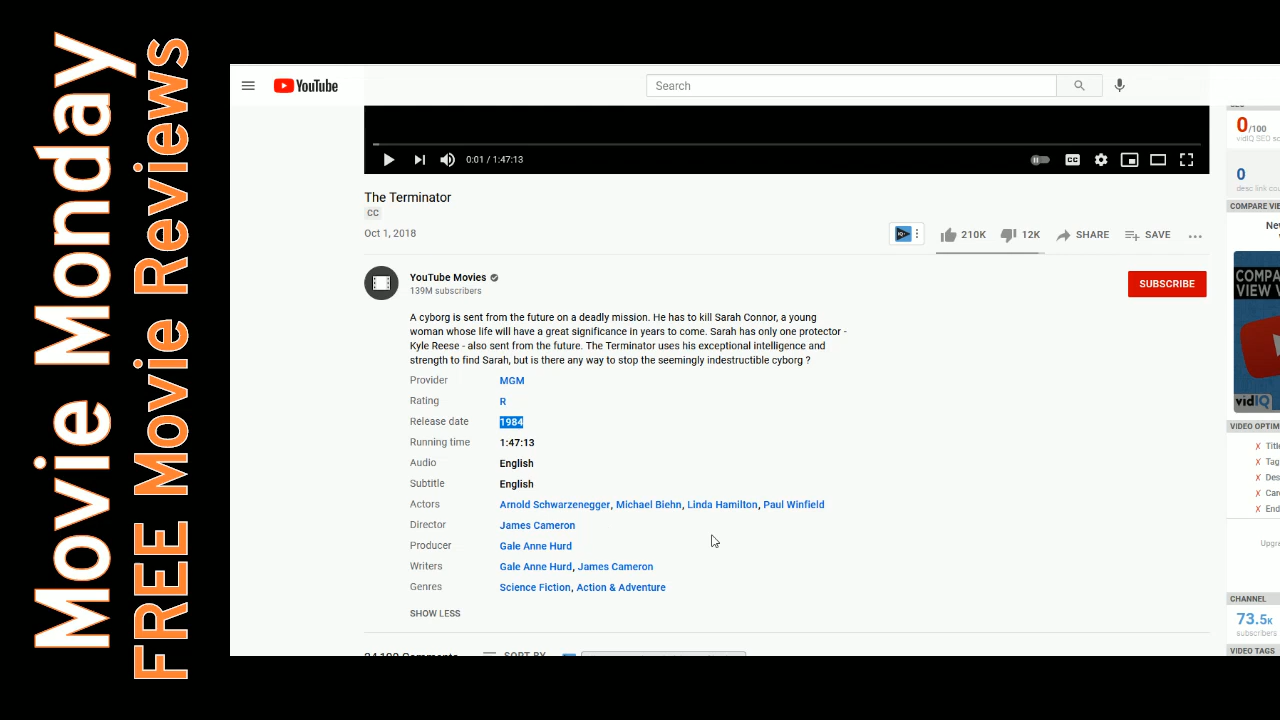 Movie Monday
FREE Movie Reviews
YouTube
Search
0:01 / 1:47:13
CC
The Terminator
CC
Oct 1, 2018
210K
12K
SHARE
SAVE
YouTube Movies
139M subscribers
SUBSCRIBE
A cyborg is sent from the future on a deadly mission. He has to kill Sarah Connor, a young
woman whose life will have a great significance in years to come. Sarah has only one protector -
Kyle Reese - also sent from the future. The Terminator uses his exceptional intelligence and
strength to find Sarah, but is there any way to stop the seemingly indestructible cyborg ?
Provider MGM
Rating R
Release date 1984
Running time 1:47:13
Audio English
Subtitle English
Actors Arnold Schwarzenegger, Michael Biehn, Linda Hamilton, Paul Winfield
Director James Cameron
Producer Gale Anne Hurd
Writers Gale Anne Hurd, James Cameron
Genres Science Fiction, Action & Adventure
SHOW LESS
SORT BY
0/100
vidIQ SEO
0
desc link
COMPARE
COMPA
VIEW V
vidIQ
VIDEO
CHANNEL
73.5K
subscribers
VIDEO TAGS